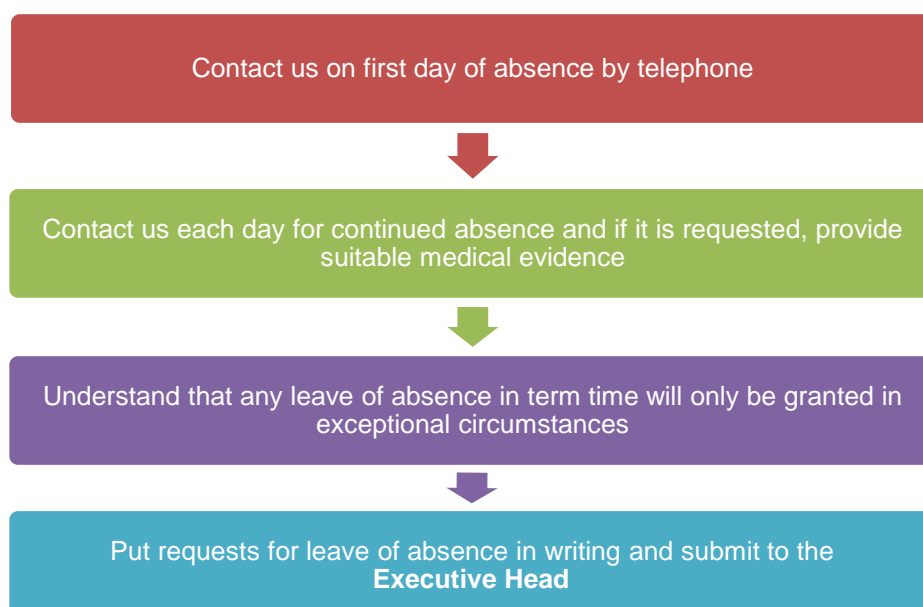 Contact us on first day of absence by telephone
Contact us each day for continued absence and if it is requested, provide
suitable medical evidence
Understand that any leave of absence in term time will only be granted in
exceptional circumstances
Put requests for leave of absence in writing and submit to the
Executive Head